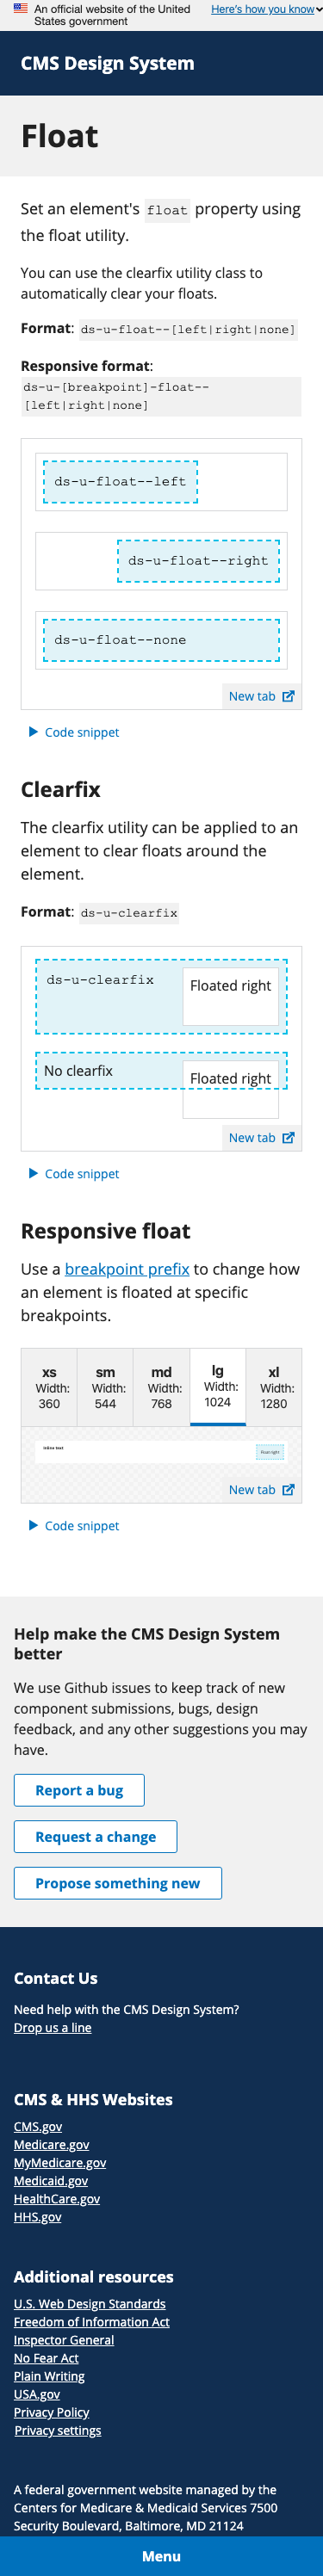 An official website of the United
States government
Here's how you know
CMS Design System
Float
Set an element's float property using
the float utility.
You can use the clearfix utility class to
automatically clear your floats.
Format: ds-u-float--[left|right|none]
Responsive format:
ds-u-[breakpoint]-float--
[left|right|none]
ds-u-float--left
ds-u-float--right
ds-u-float--none
New tab
Code snippet
Clearfix
The clearfix utility can be applied to an
element to clear floats around the
element.
Format: ds-u-clearfix
ds-u-clearfix
Floated right
No clearfix
Floated right
New tab
Code snippet
Responsive float
Use a breakpoint prefix to change how
an element is floated at specific
breakpoints.
xs
Width:
360
sm
Width:
544
md
Width:
768
lg
Width:
1024
xl
Width:
1280
Inline text
Float right
New tab
Code snippet
Help make the CMS Design System
better
We use Github issues to keep track of new
component submissions, bugs, design
feedback, and any other suggestions you may
have.
Report a bug
Request a change
Propose something new
Contact Us
Need help with the CMS Design System?
Drop us a line
CMS & HHS Websites
CMS.gov
Medicare.gov
MyMedicare.gov
Medicaid.gov
HealthCare.gov
HHS.gov
Additional resources
U.S. Web Design Standards
Freedom of Information Act
Inspector General
No Fear Act
Plain Writing
USA.gov
Privacy Policy
Privacy settings
A federal government website managed by the
Centers for Medicare & Medicaid Services 7500
Security Boulevard, Baltimore, MD 21124
Menu